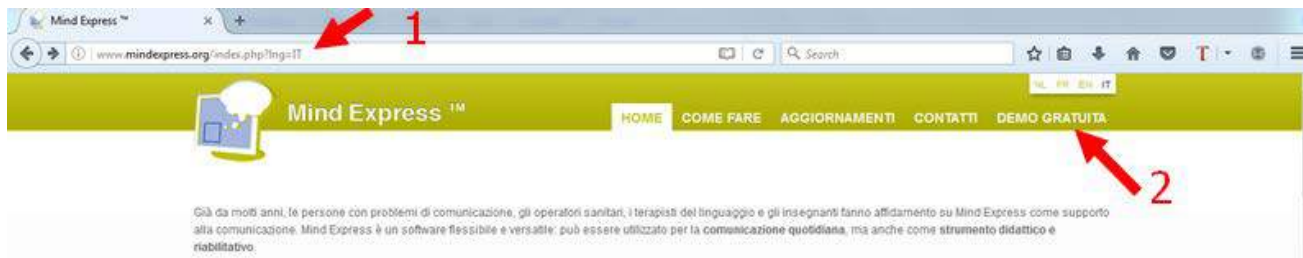 Mind Express ™
1
www.mindexpress.org/index.php?lng=IT
Search
NL FR EN IT
Mind Express ™
HOME COME FARE AGGIORNAMENTI CONTATTI DEMO GRATUITA
2
Già da molti anni, le persone con problemi di comunicazione, gli operatori sanitari, i terapisti del linguaggio e gli insegnanti fanno affidamento su Mind Express come supporto
alla comunicazione. Mind Express è un software flessibile e versatile: può essere utilizzato per la comunicazione quotidiana, ma anche come strumento didattico e
riabilitativo.